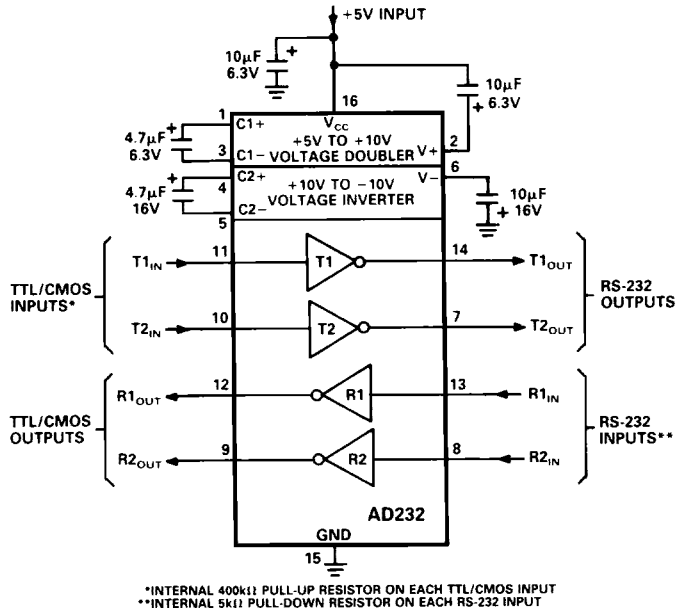 +5V INPUT
10μF
6.3V
+
10μF
6.3V
+
16
VCC
1
C1+
+5V TO +10V
VOLTAGE DOUBLER
V+
2
4.7μF
6.3V
+
3
C1−
C2+
4
+10V TO −10V
VOLTAGE INVERTER
V−
6
4.7μF
16V
+
C2−
5
10μF
16V
+
TTL/CMOS
INPUTS*
T1IN
11
T1
14
T1OUT
T2IN
10
T2
7
T2OUT
RS-232
OUTPUTS
TTL/CMOS
OUTPUTS
R1OUT
12
R1
13
R1IN
R2OUT
9
R2
8
R2IN
RS-232
INPUTS**
AD232
GND
15
*INTERNAL 400kΩ PULL-UP RESISTOR ON EACH TTL/CMOS INPUT
**INTERNAL 5kΩ PULL-DOWN RESISTOR ON EACH RS-232 INPUT